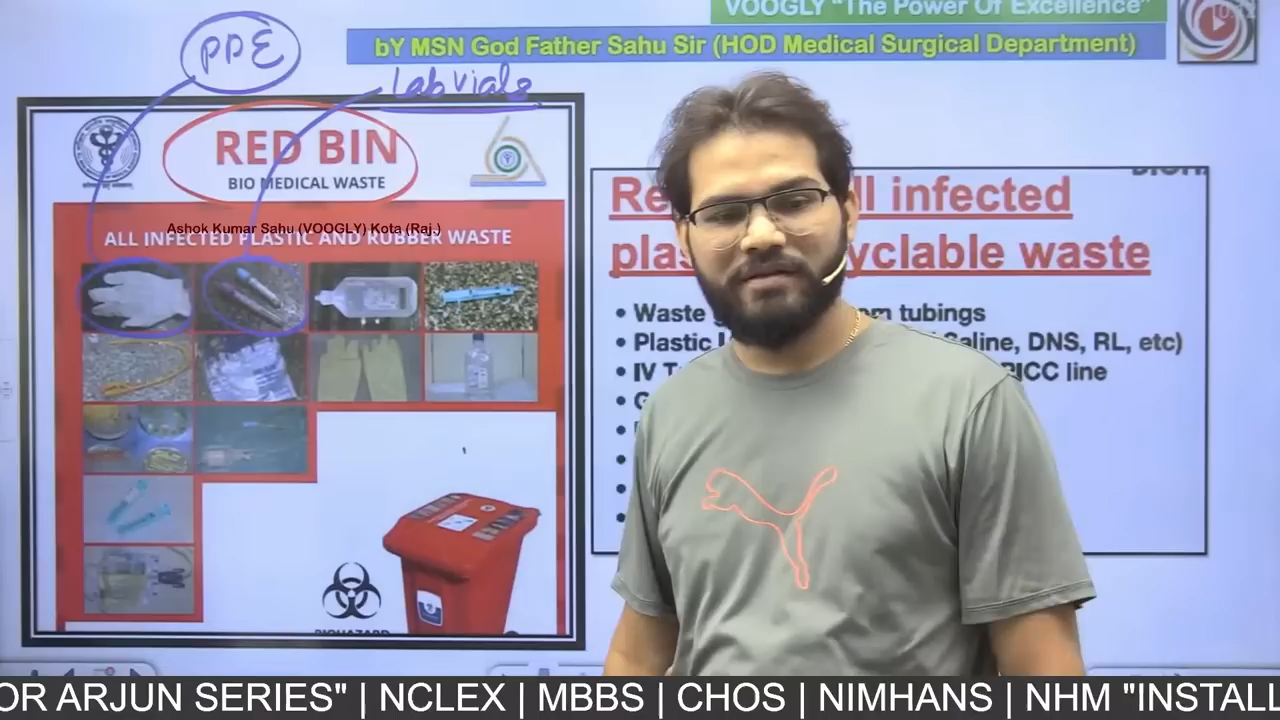 VOOGLY "The Power Of Excellence"
bY MSN God Father Sahu Sir (HOD Medical Surgical Department)
PPE
Lab vials
RED BIN
BIO MEDICAL WASTE
Ashok Kumar Sahu (VOOGLY) Kota (Raj.)
ALL INFECTED PLASTIC AND RUBBER WASTE
BIOHAZARD
Re ll infected
plas yclable waste
• Waste g m tubings
• Plastic Saline, DNS, RL, etc)
• IV T PICC line
• G
OR ARJUN SERIES" | NCLEX | MBBS | CHOS | NIMHANS | NHM "INSTALL